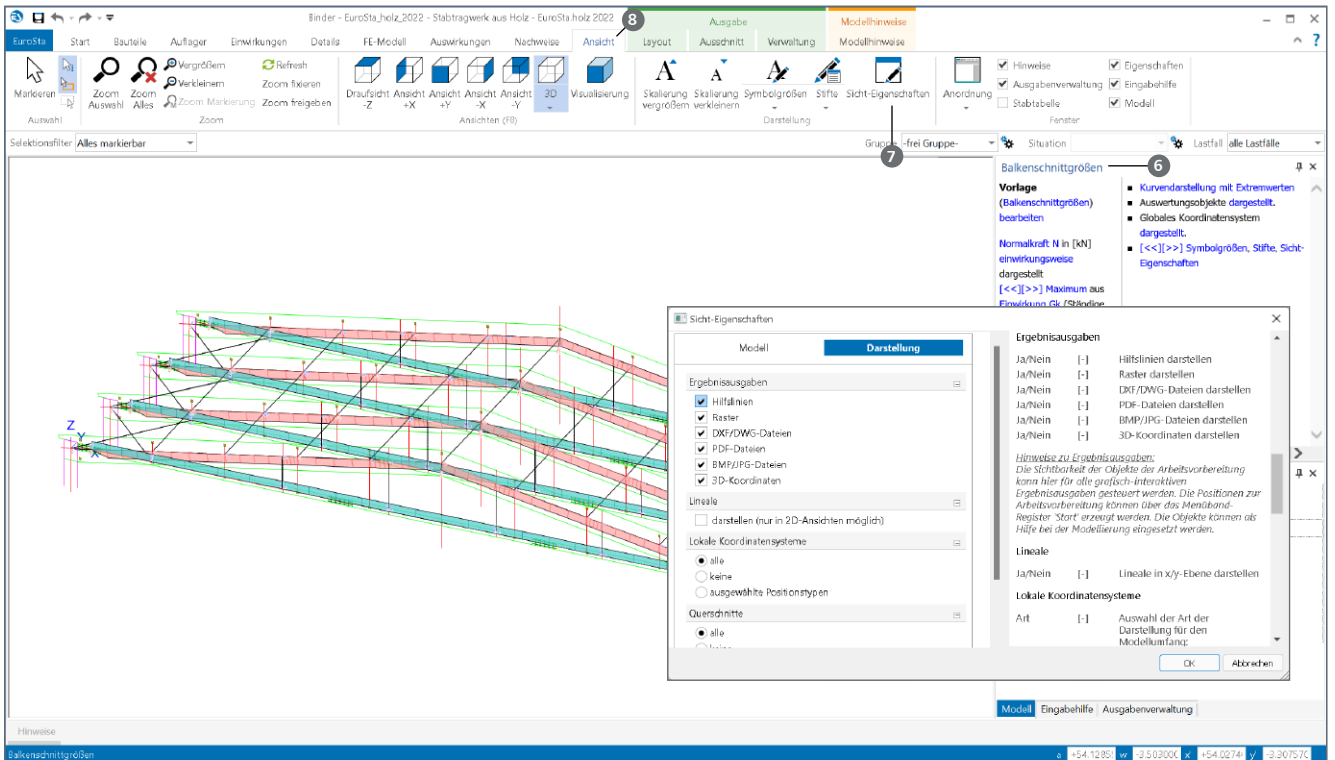 Binder - EuroSta_holz_2022 - Stabtragwerk aus Holz - EuroSta.holz 2022
8
Ausgabe
Modellhinweise
EuroSta
Start
Bauteile
Auflager
Einwirkungen
Details
FE-Modell
Auswirkungen
Nachweise
Ansicht
Layout
Ausschnitt
Verwaltung
Modellhinweise
?
Markieren
Auswahl
Zoom Auswahl
Zoom Alles
Vergrößern
Verkleinern
Zoom Markierung
Refresh
Zoom fixieren
Zoom freigeben
Zoom
Draufsicht -Z
Ansicht +X
Ansicht +Y
Ansicht -X
Ansicht -Y
3D
Ansichten (F8)
Visualisierung
A
Skalierung vergrößern
A
Skalierung verkleinern
Symbolgrößen
Stifte
Sicht-Eigenschaften
Darstellung
Anordnung
Hinweise
Ausgabenverwaltung
Stabtabelle
Eigenschaften
Eingabehilfe
Modell
Fenster
Selektionsfilter
Alles markierbar
Gruppe
-frei Gruppe-
Situation
Lastfall
alle Lastfälle
7
Balkenschnittgrößen
6
Vorlage
(Balkenschnittgrößen)
bearbeiten
Normalkraft N in [kN]
einwirkungsweise
dargestellt
[<<][>>] Maximum aus
Einwirkung Gk (Ständige
Kurvendarstellung mit Extremwerten
Auswertungsobjekte dargestellt.
Globales Koordinatensystem
dargestellt.
[<<][>>] Symbolgrößen, Stifte, Sicht-
Eigenschaften
Z
Y
X
Sicht-Eigenschaften
Modell
Darstellung
Ergebnisausgaben
Hilfslinien
Raster
DXF/DWG-Dateien
PDF-Dateien
BMP/JPG-Dateien
3D-Koordinaten
Lineale
darstellen (nur in 2D-Ansichten möglich)
Lokale Koordinatensysteme
alle
keine
ausgewählte Positionstypen
Querschnitte
alle
keine
Ergebnisausgaben
Ja/Nein [-] Hilfslinien darstellen
Ja/Nein [-] Raster darstellen
Ja/Nein [-] DXF/DWG-Dateien darstellen
Ja/Nein [-] PDF-Dateien darstellen
Ja/Nein [-] BMP/JPG-Dateien darstellen
Ja/Nein [-] 3D-Koordinaten darstellen
Hinweise zu Ergebnisausgaben:
Die Sichtbarkeit der Objekte der Arbeitsvorbereitung
kann hier für alle grafisch-interaktiven
Ergebnisausgaben gesteuert werden. Die Positionen zur
Arbeitsvorbereitung können über das Menüband-
Register 'Start' erzeugt werden. Die Objekte können als
Hilfe bei der Modellierung eingesetzt werden.
Lineale
Ja/Nein [-] Lineale in x/y-Ebene darstellen
Lokale Koordinatensysteme
Art [-] Auswahl der Art der
Darstellung für den
Modellumfang:
OK
Abbrechen
Modell
Eingabehilfe
Ausgabenverwaltung
Hinweise
Balkenschnittgrößen
a
w -3.50300C
x +54.0274
y -3.30757C